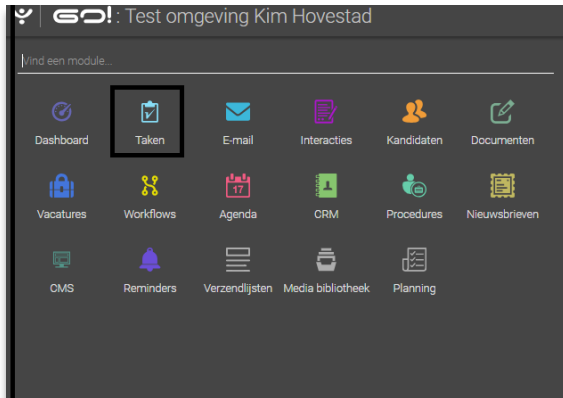 GO! : Test omgeving Kim Hovestad
Vind een module...
Dashboard Taken E-mail Interacties Kandidaten Documenten
17
Vacatures Workflows Agenda CRM Procedures Nieuwsbrieven
CMS Reminders Verzendlijsten Media bibliotheek Planning